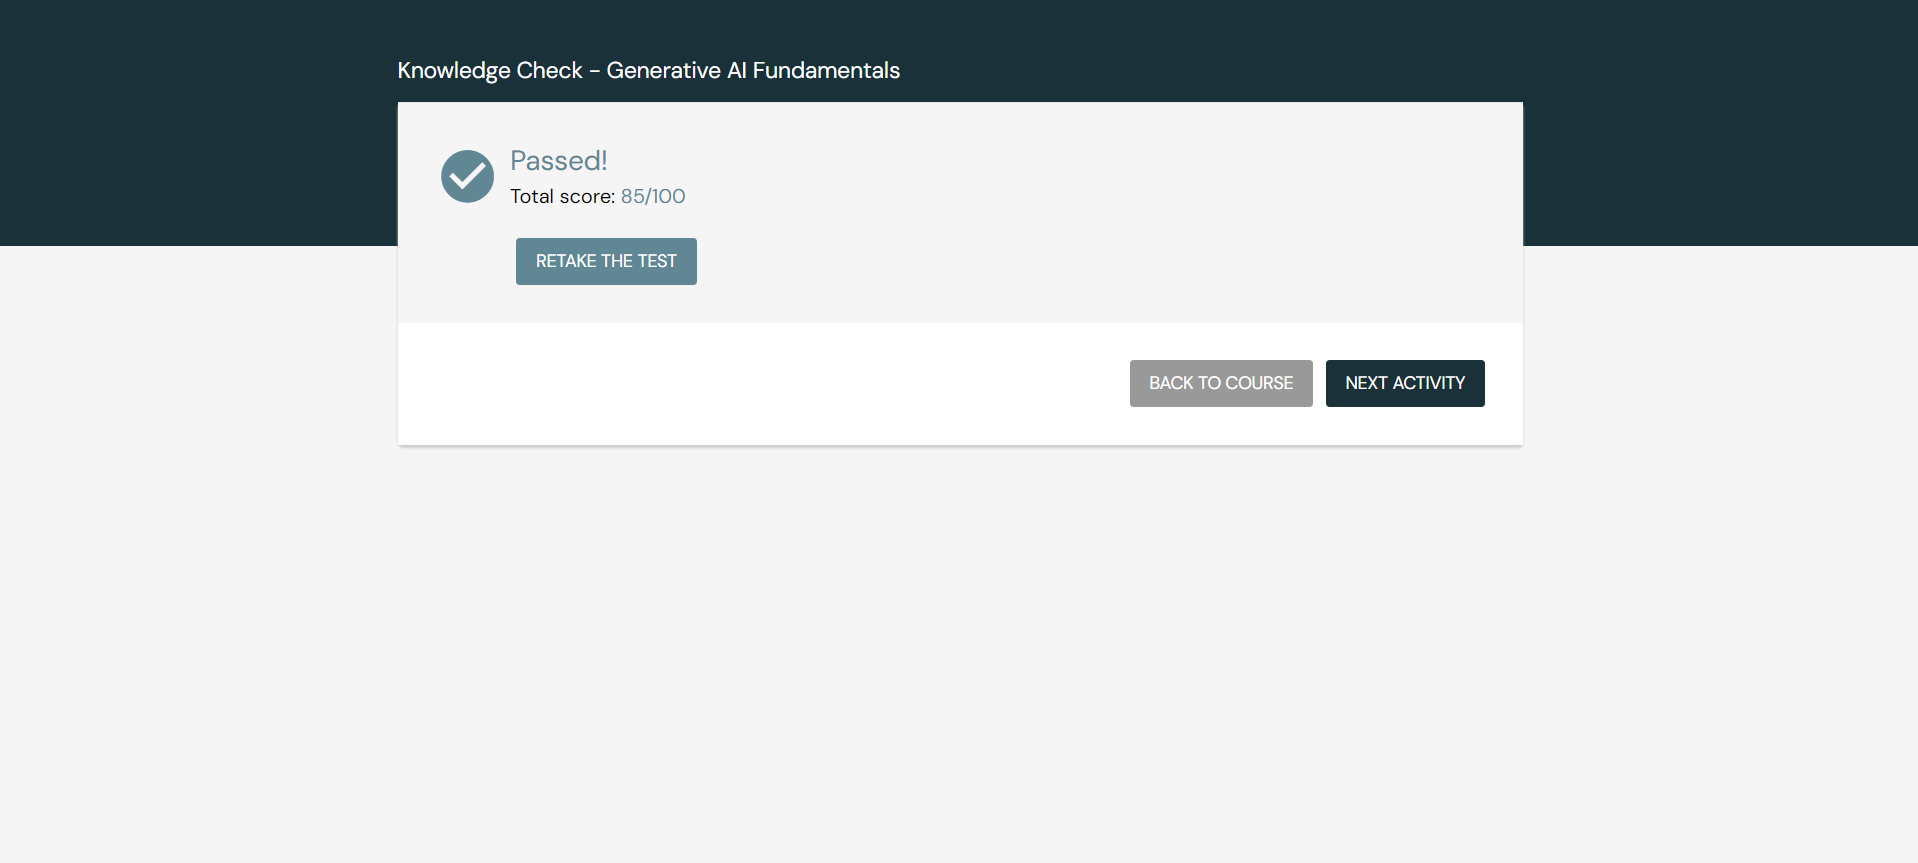 Knowledge Check - Generative AI Fundamentals
Passed!
Total score: 85/100
RETAKE THE TEST
BACK TO COURSE
NEXT ACTIVITY